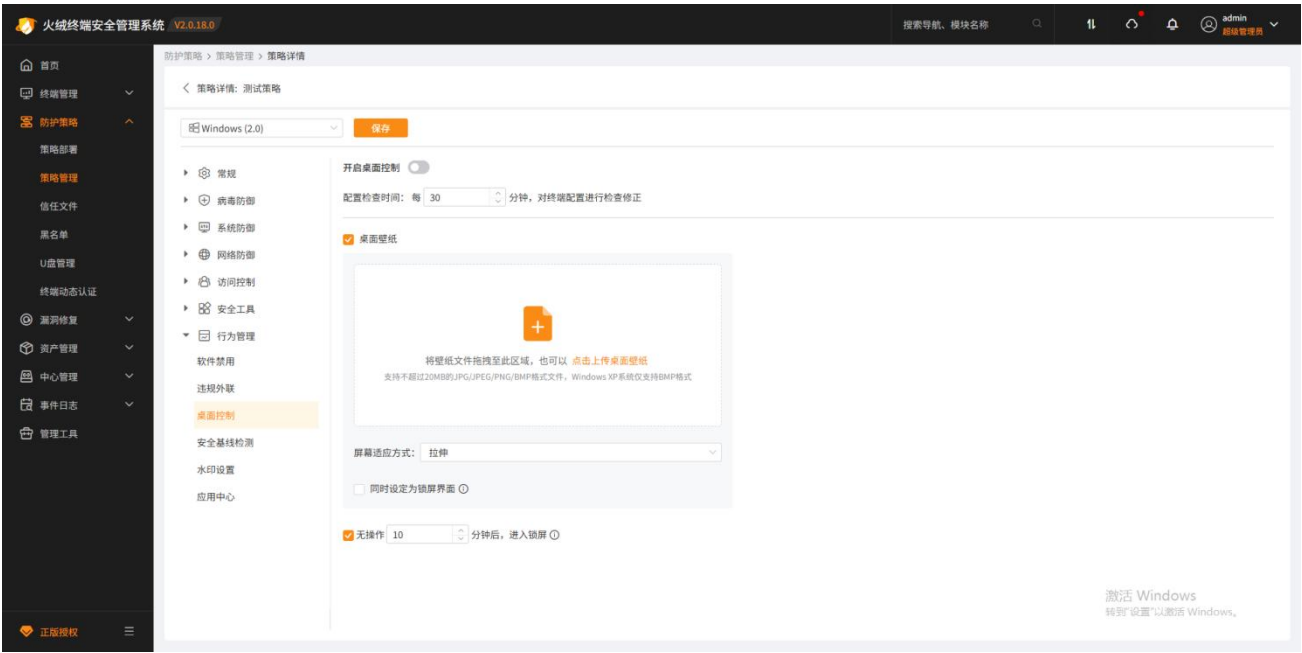 火绒终端安全管理系统 V2.0.18.0
搜索导航、模块名称
admin
超级管理员
首页
终端管理
防护策略
策略部署
策略管理
信任文件
黑名单
U盘管理
终端动态认证
漏洞修复
资产管理
中心管理
事件日志
管理工具
正版授权
防护策略 > 策略管理 > 策略详情
策略详情: 测试策略
Windows (2.0)
保存
常规
病毒防御
系统防御
网络防御
访问控制
安全工具
行为管理
软件禁用
违规外联
桌面控制
安全基线检测
水印设置
应用中心
开启桌面控制
配置检查时间: 每 30 分钟，对终端配置进行检查修正
桌面壁纸
将壁纸文件拖拽至此区域，也可以 点击上传桌面壁纸
支持不超过20MB的JPG/JPEG/PNG/BMP格式文件，Windows XP系统仅支持BMP格式
屏幕适应方式: 拉伸
同时设定为锁屏界面
无操作 10 分钟后，进入锁屏
激活 Windows
转到"设置"以激活 Windows。